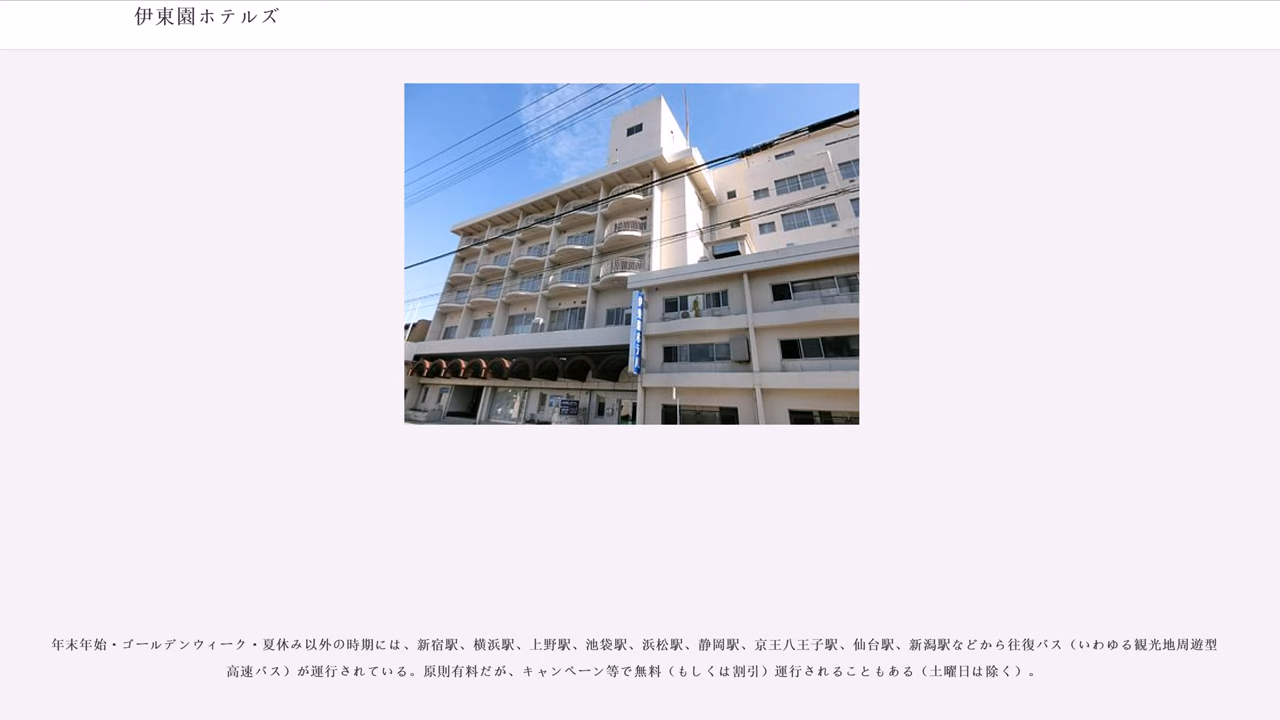 伊東園ホテルズ
年末年始・ゴールデンウィーク・夏休み以外の時期には、新宿駅、横浜駅、上野駅、池袋駅、浜松駅、静岡駅、京王八王子駅、仙台駅、新潟駅などから往復バス（いわゆる観光地周遊型
高速バス）が運行されている。原則有料だが、キャンペーン等で無料（もしくは割引）運行されることもある（土曜日は除く）。